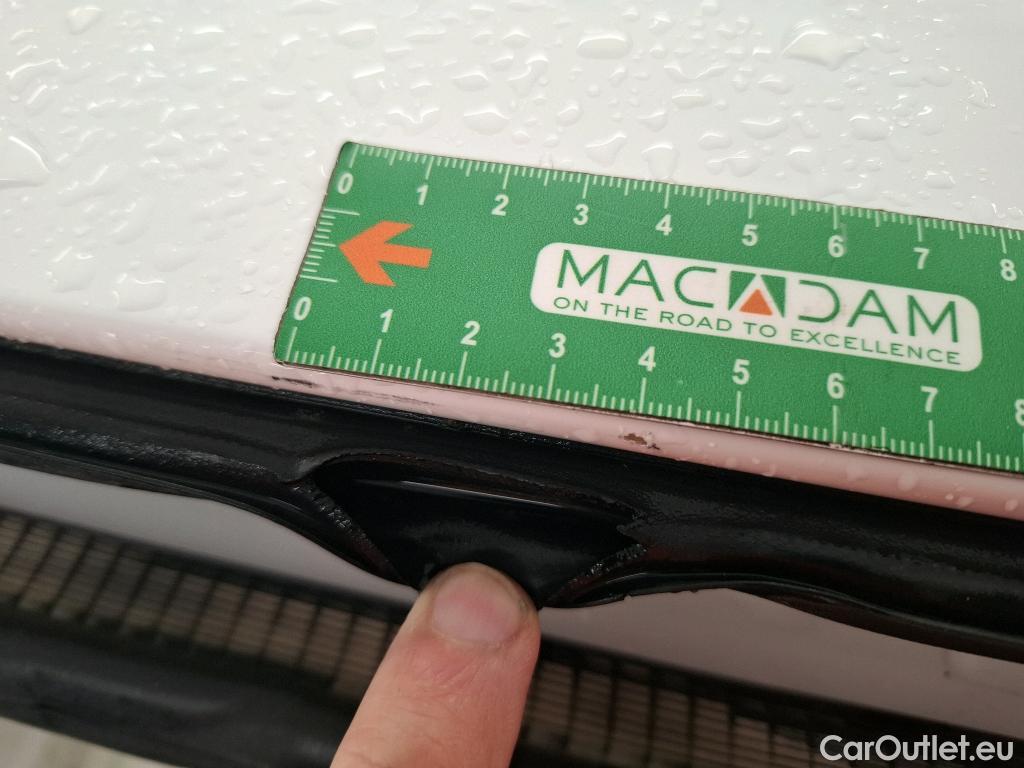 0 1 2 3 4 5 6 7 8
MACADAM
ON THE ROAD TO EXCELLENCE
0 1 2 3 4 5 6 7 8
CarOutlet.eu